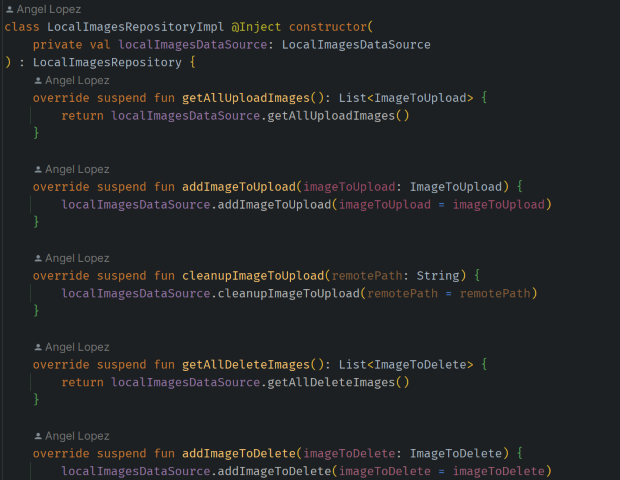 Angel Lopez
class LocalImagesRepositoryImpl @Inject constructor(
    private val localImagesDataSource: LocalImagesDataSource
) : LocalImagesRepository {
    Angel Lopez
    override suspend fun getAllUploadImages(): List<ImageToUpload> {
        return localImagesDataSource.getAllUploadImages()
    }
    Angel Lopez
    override suspend fun addImageToUpload(imageToUpload: ImageToUpload) {
        localImagesDataSource.addImageToUpload(imageToUpload = imageToUpload)
    }
    Angel Lopez
    override suspend fun cleanupImageToUpload(remotePath: String) {
        localImagesDataSource.cleanupImageToUpload(remotePath = remotePath)
    }
    Angel Lopez
    override suspend fun getAllDeleteImages(): List<ImageToDelete> {
        return localImagesDataSource.getAllDeleteImages()
    }
    Angel Lopez
    override suspend fun addImageToDelete(imageToDelete: ImageToDelete) {
        localImagesDataSource.addImageToDelete(imageToDelete = imageToDelete)